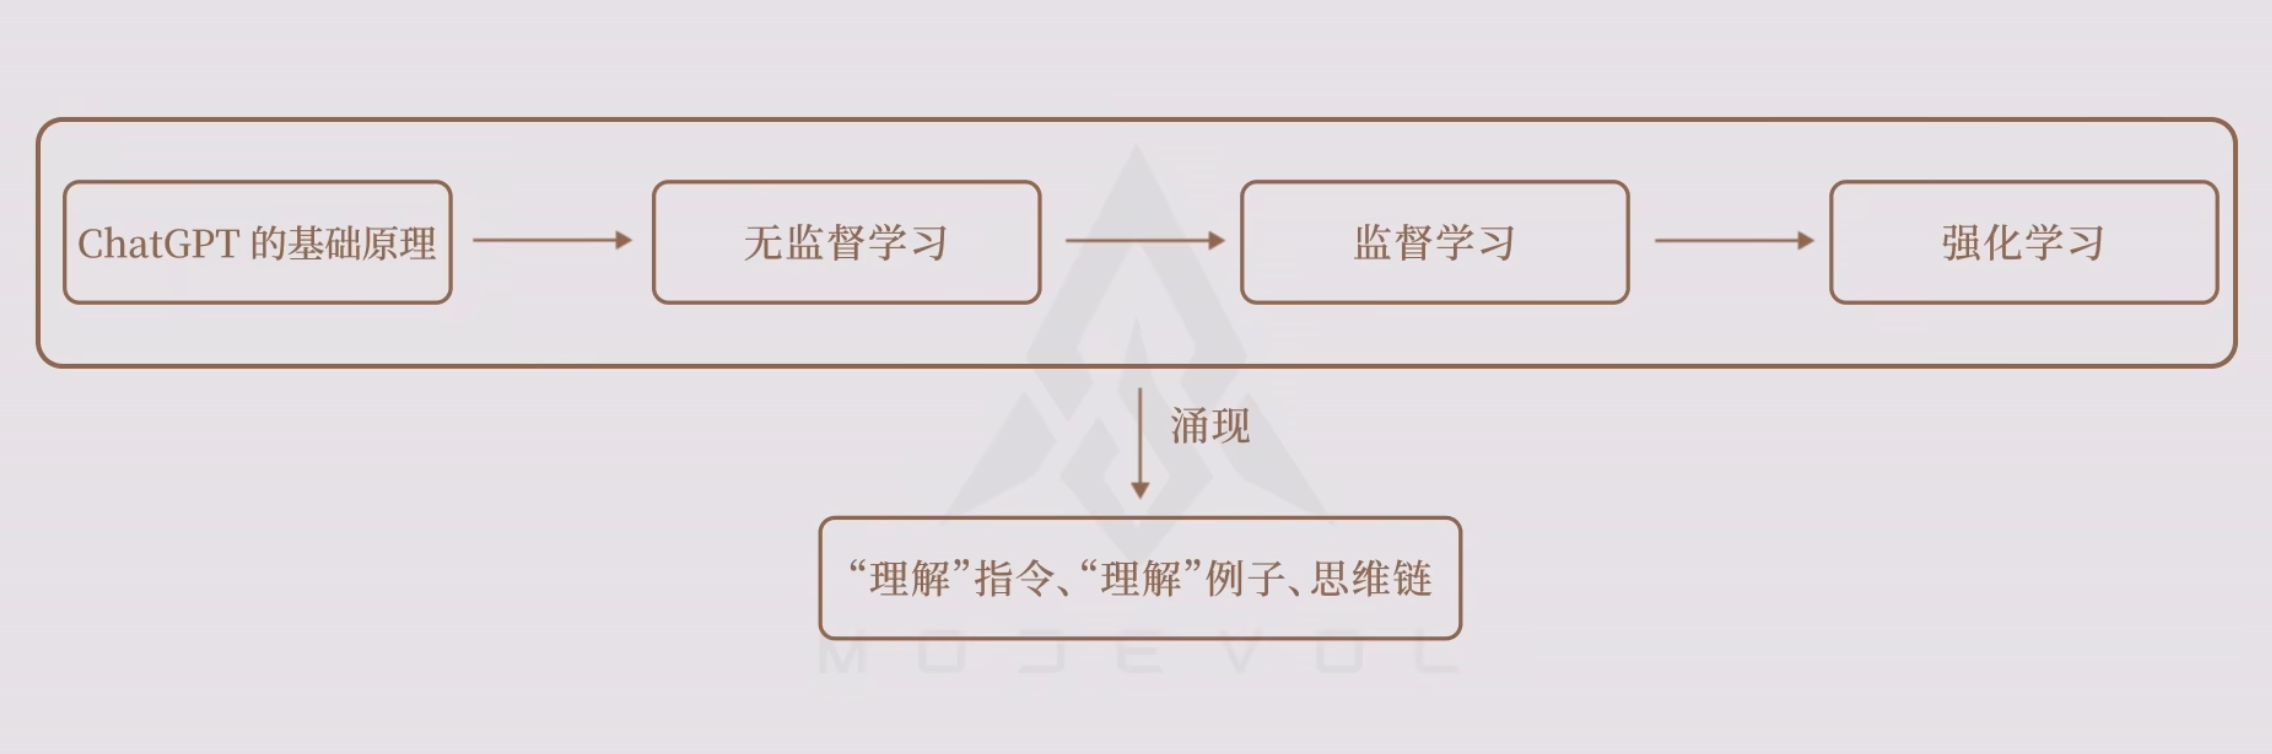 ChatGPT 的基础原理
无监督学习
监督学习
强化学习
涌现
“理解”指令、“理解”例子、思维链
MODEVOL